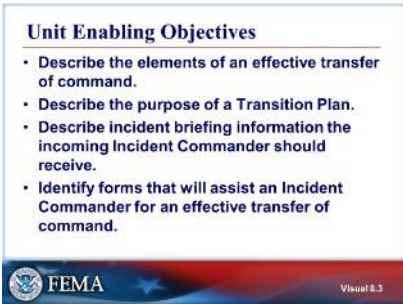 Unit Enabling Objectives
• Describe the elements of an effective transfer
of command.
• Describe the purpose of a Transition Plan.
• Describe incident briefing information the
incoming Incident Commander should
receive.
• Identify forms that will assist an Incident
Commander for an effective transfer of
command.
FEMA
Visual 8.3